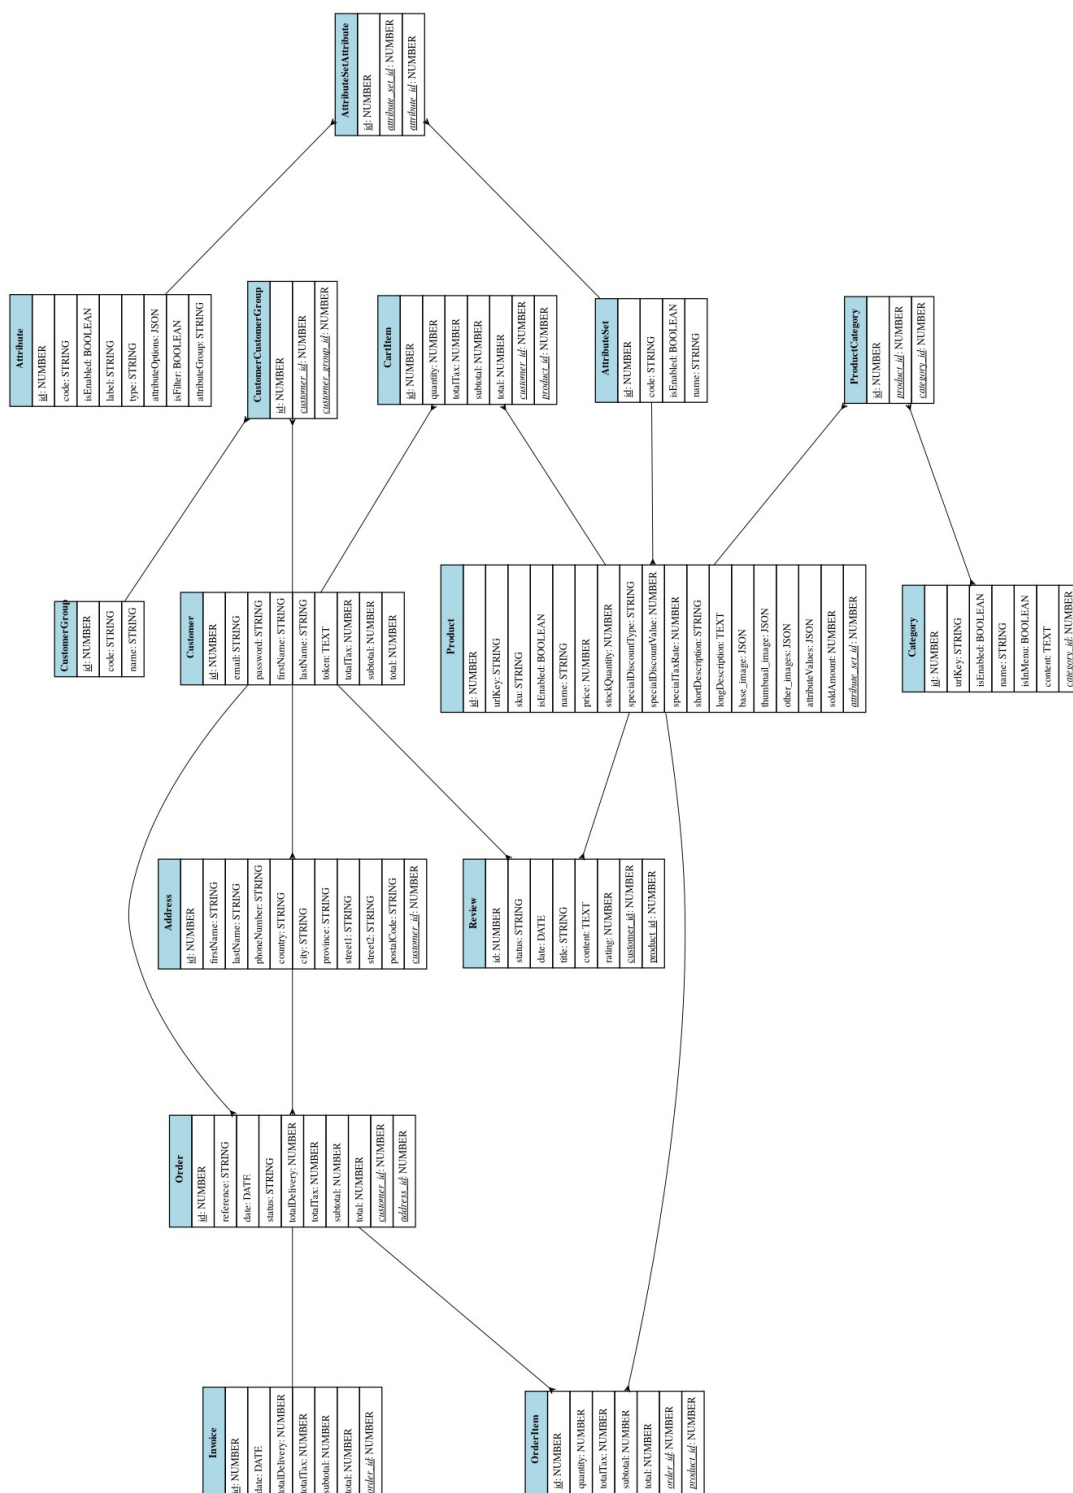 AttributeSetAttribute
id: NUMBER
attribute_set_id: NUMBER
attribute_id: NUMBER
Attribute
id: NUMBER
code: STRING
isEnabled: BOOLEAN
label: STRING
type: STRING
attributeOptions: JSON
isFilter: BOOLEAN
attributeGroup: STRING
CustomerCustomerGroup
id: NUMBER
customer_id: NUMBER
customer_group_id: NUMBER
CartItem
id: NUMBER
quantity: NUMBER
totalTax: NUMBER
subtotal: NUMBER
total: NUMBER
customer_id: NUMBER
product_id: NUMBER
AttributeSet
id: NUMBER
code: STRING
isEnabled: BOOLEAN
name: STRING
ProductCategory
id: NUMBER
product_id: NUMBER
category_id: NUMBER
CustomerGroup
id: NUMBER
code: STRING
name: STRING
Customer
id: NUMBER
email: STRING
password: STRING
firstName: STRING
lastName: STRING
token: TEXT
totalTax: NUMBER
subtotal: NUMBER
total: NUMBER
Product
id: NUMBER
urlKey: STRING
sku: STRING
isEnabled: BOOLEAN
name: STRING
price: NUMBER
stockQuantity: NUMBER
specialDiscountType: STRING
specialDiscountValue: NUMBER
specialTaxRate: NUMBER
shortDescription: STRING
longDescription: TEXT
base_image: JSON
thumbnail_image: JSON
other_images: JSON
attributeValues: JSON
soldAmount: NUMBER
attribute_set_id: NUMBER
Category
id: NUMBER
urlKey: STRING
isEnabled: BOOLEAN
name: STRING
isInMenu: BOOLEAN
content: TEXT
category_id: NUMBER
Address
id: NUMBER
firstName: STRING
lastName: STRING
phoneNumber: STRING
country: STRING
city: STRING
province: STRING
street1: STRING
street2: STRING
postalCode: STRING
customer_id: NUMBER
Review
id: NUMBER
status: STRING
date: DATE
title: STRING
content: TEXT
rating: NUMBER
customer_id: NUMBER
product_id: NUMBER
Order
id: NUMBER
reference: STRING
date: DATE
status: STRING
totalDelivery: NUMBER
totalTax: NUMBER
subtotal: NUMBER
total: NUMBER
customer_id: NUMBER
address_id: NUMBER
Invoice
id: NUMBER
date: DATE
totalDelivery: NUMBER
totalTax: NUMBER
subtotal: NUMBER
total: NUMBER
order_id: NUMBER
OrderItem
id: NUMBER
quantity: NUMBER
totalTax: NUMBER
subtotal: NUMBER
total: NUMBER
order_id: NUMBER
product_id: NUMBER